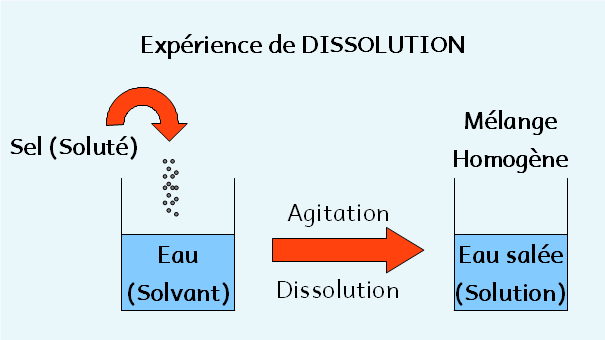 Expérience de DISSOLUTION
Sel (Soluté)
Eau
(Solvant)
Agitation
Dissolution
Mélange
Homogène
Eau salée
(Solution)